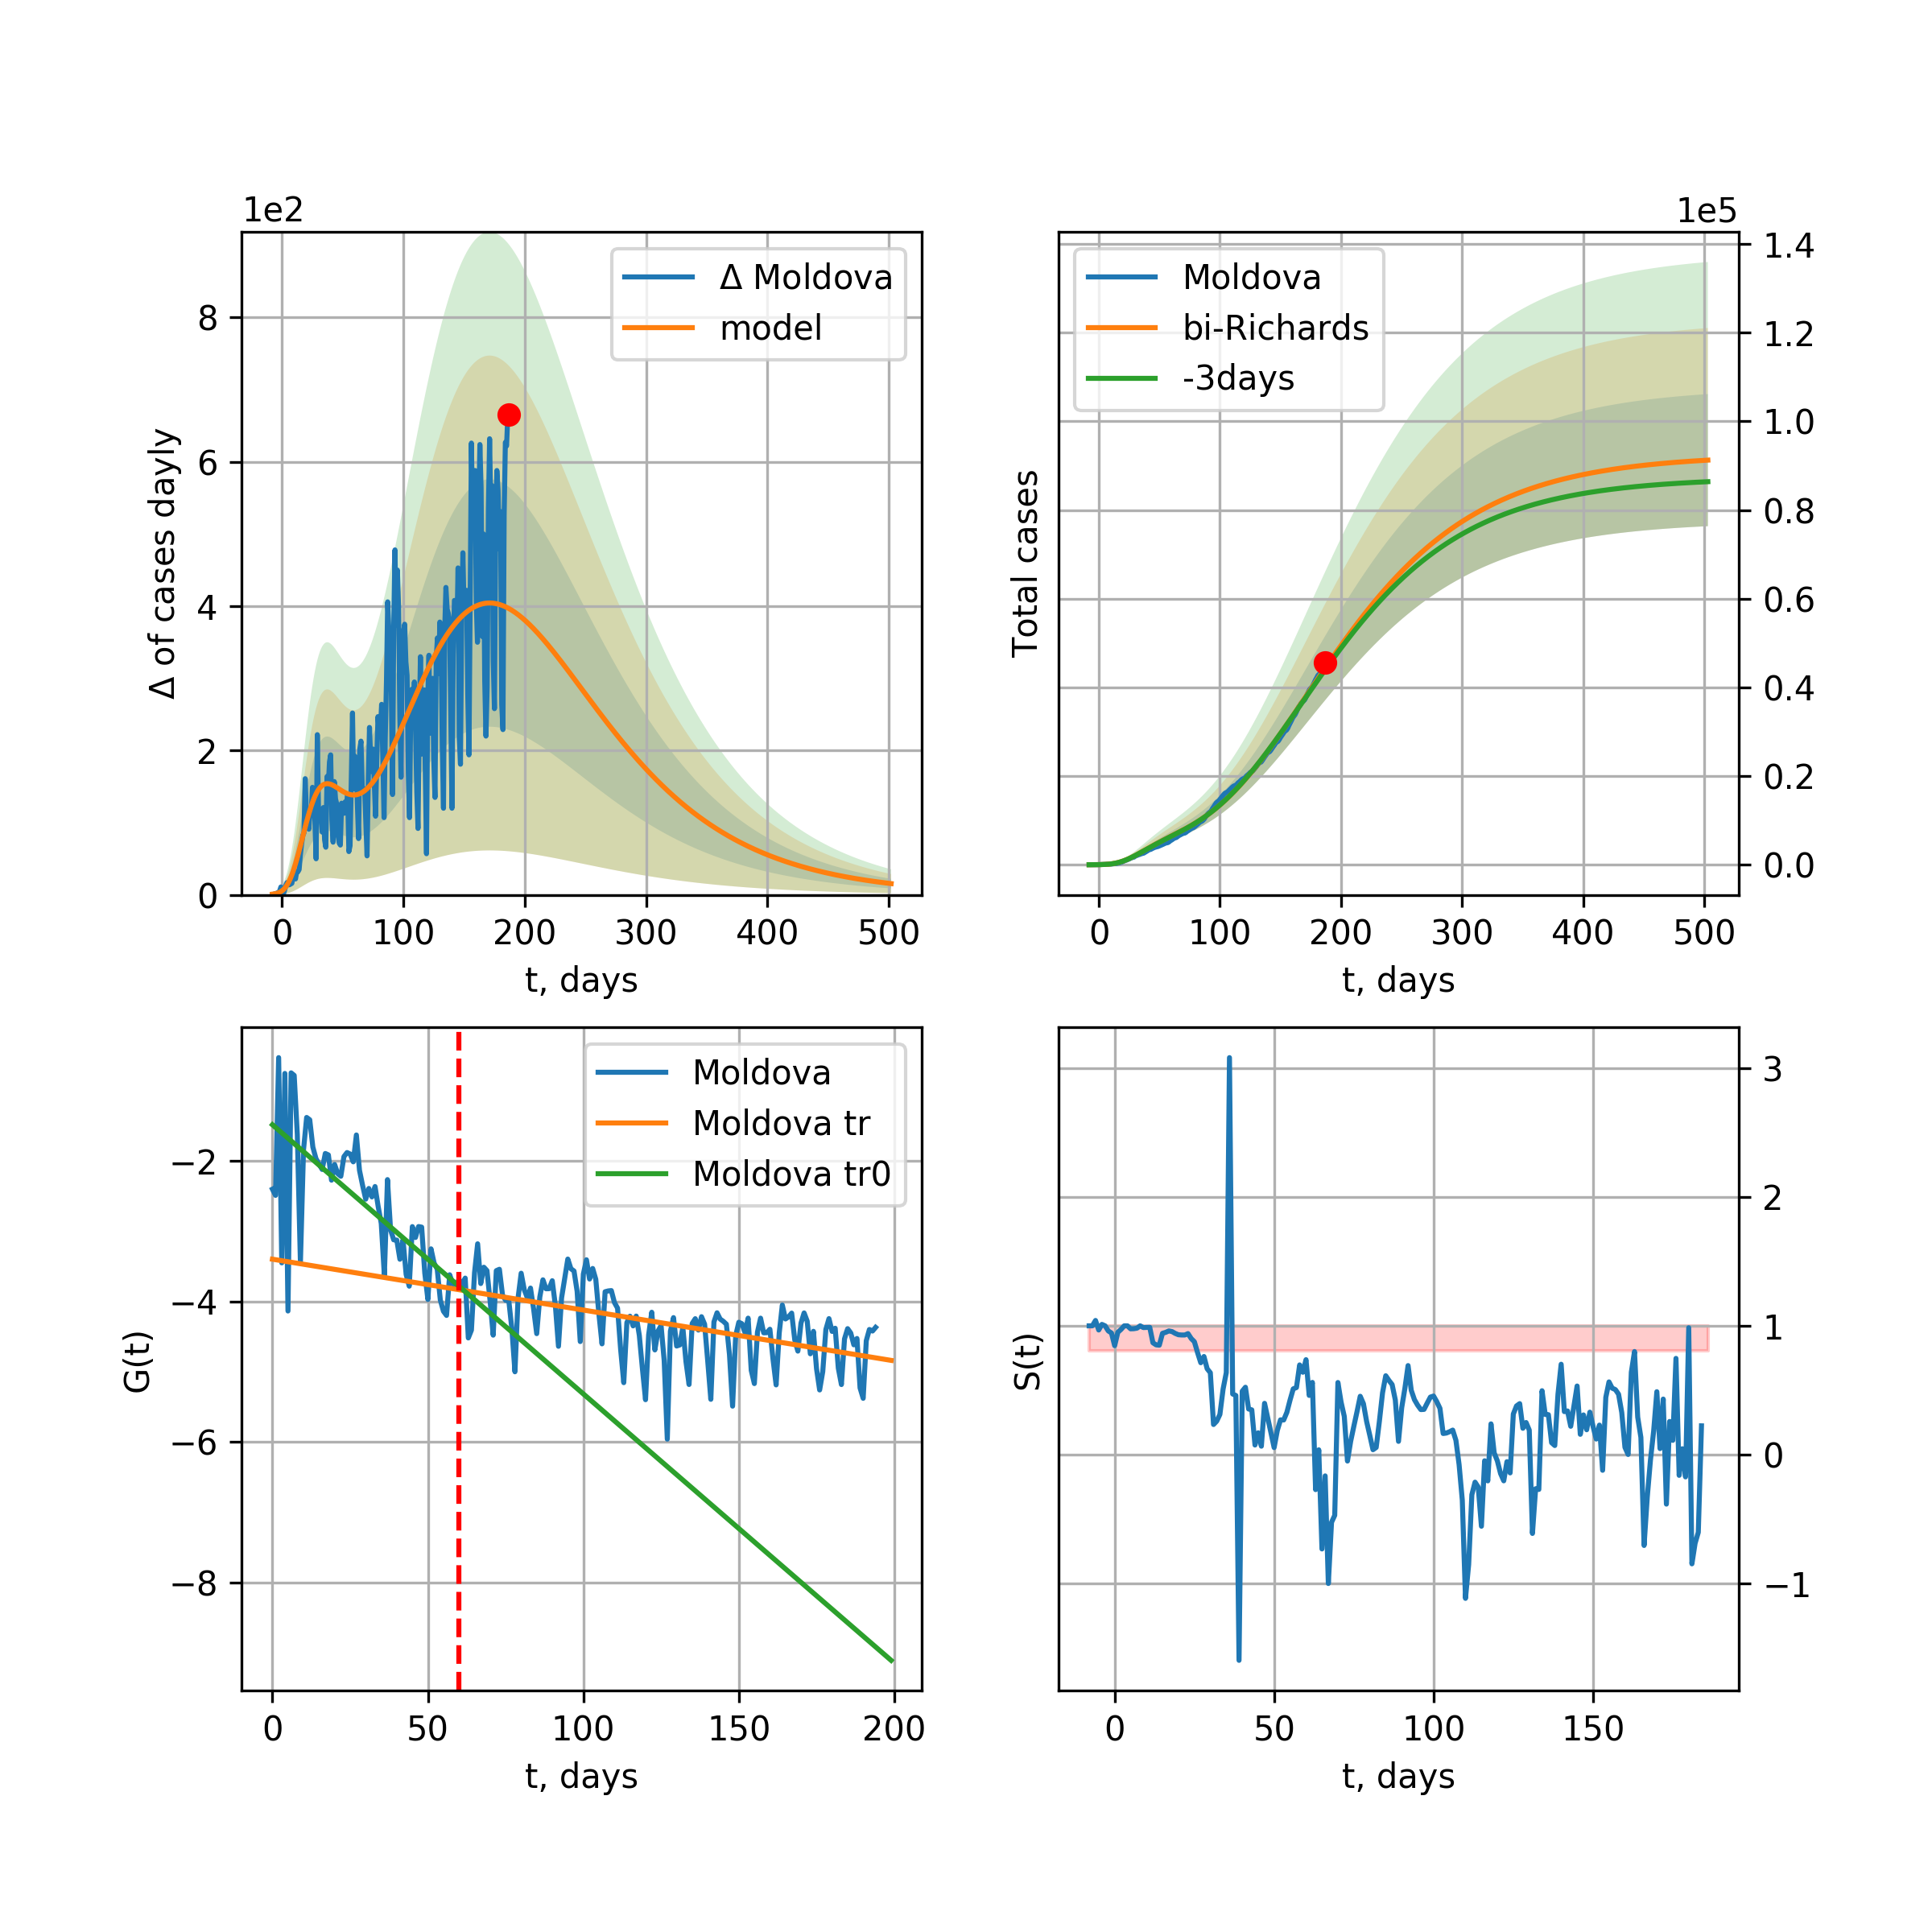 1e2
Δ Moldova
model
8
6
4
2
0
Δ of cases dayly
0 100 200 300 400 500
t, days
1e5
Moldova
bi-Richards
-3days
1.4
1.2
1.0
0.8
0.6
0.4
0.2
0.0
Total cases
0 100 200 300 400 500
t, days
Moldova
Moldova tr
Moldova tr0
−2
−4
−6
−8
G(t)
0 50 100 150 200
t, days
3
2
1
0
−1
S(t)
0 50 100 150
t, days